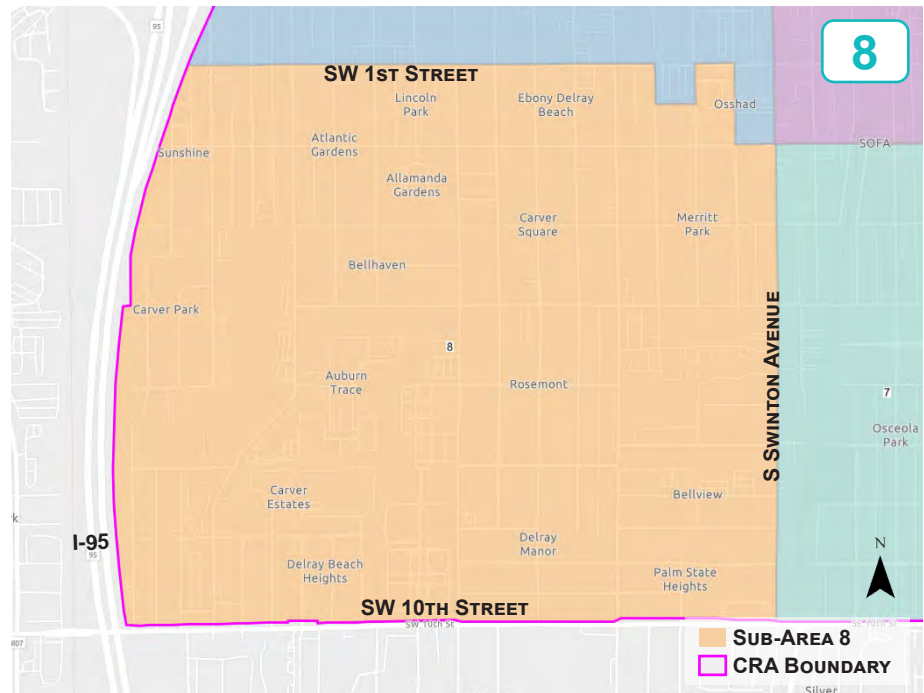 95
8
SW 1st Street
Lincoln
Park
Ebony Delray
Beach
Osshad
Atlantic
Gardens
Sunshine
SOFA
Allamanda
Gardens
Carver
Square
Merritt
Park
Bellhaven
Carver Park
S Swinton Avenue
8
Auburn
Trace
Rosemont
7
Osceola
Park
Carver
Estates
Bellview
I-95
95
Delray
Manor
N
Delray Beach
Heights
Palm State
Heights
SW 10th Street
SW 10th St
SE 10th St
807
Sub-Area 8
CRA Boundary
Silver